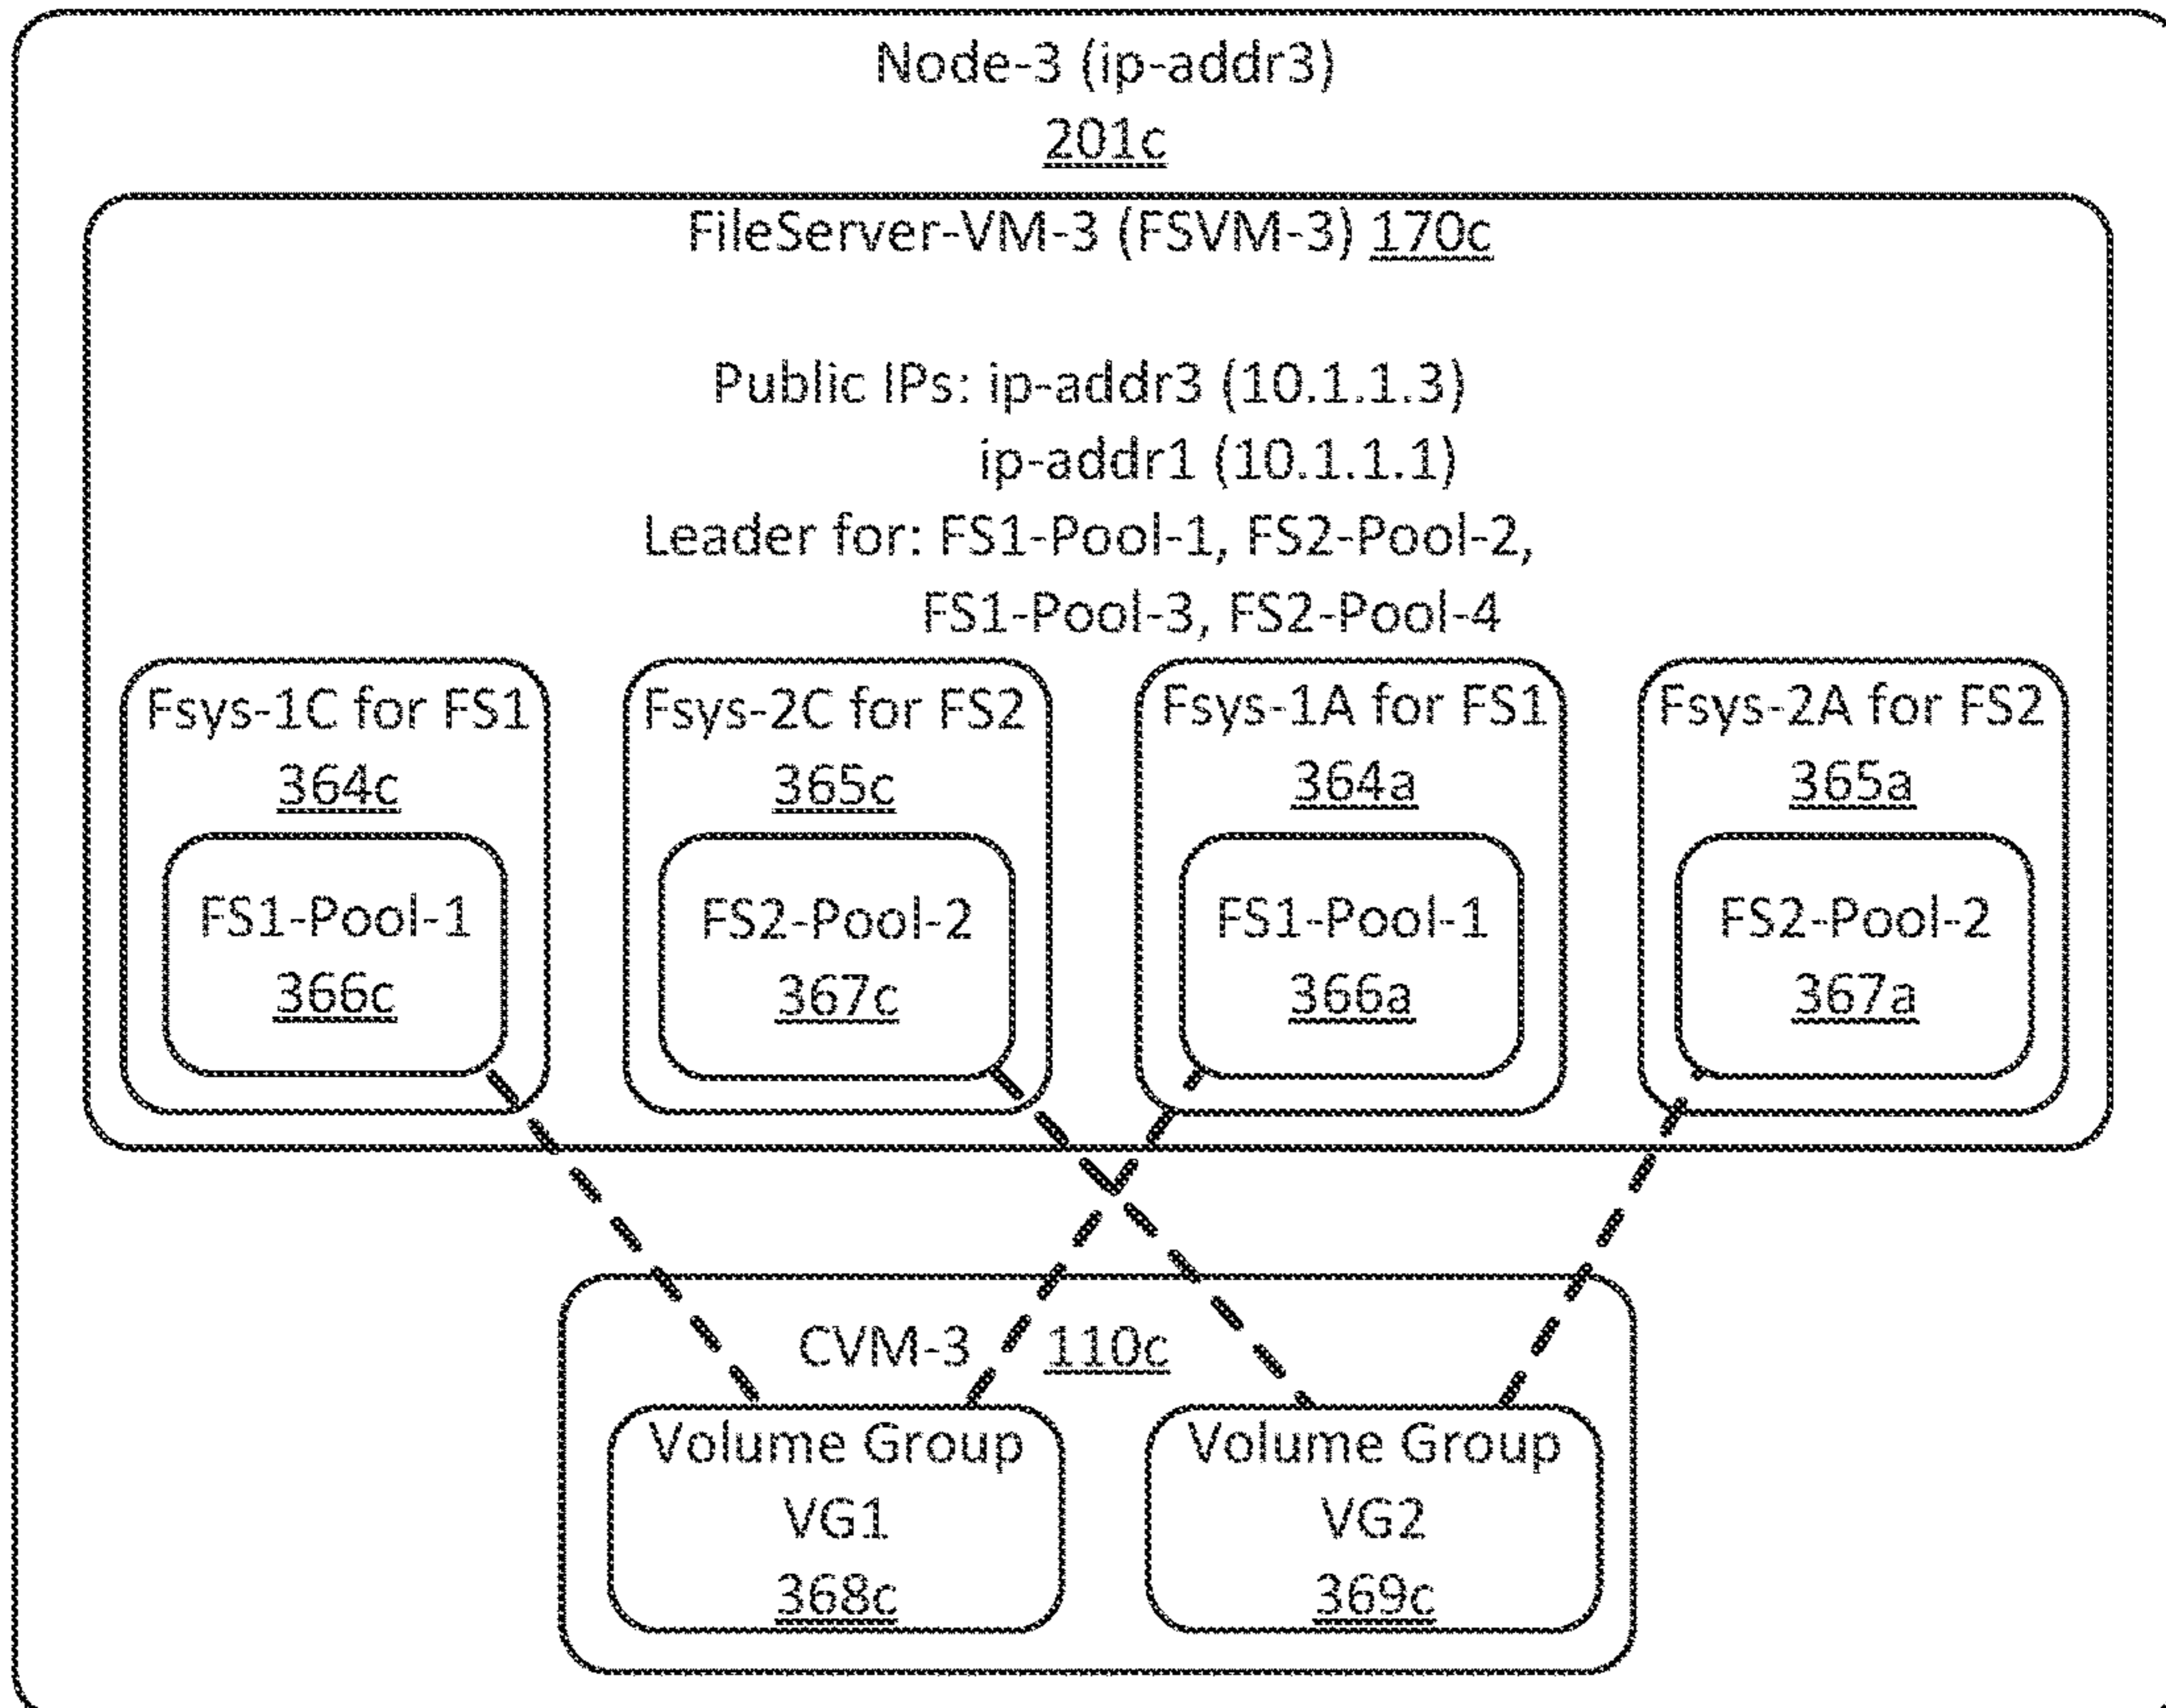 Node-3 (ip-addr3)
201c
FileServer-VM-3 (FSVM-3) 170c
Public IPs: ip-addr3 (10.1.1.3)
ip-addr1 (10.1.1.1)
Leader for: FS1-Pool-1, FS2-Pool-2,
FS1-Pool-3, FS2-Pool-4
Fsys-1C for FS1
364c
FS1-Pool-1
366c
Fsys-2C for FS2
365c
FS2-Pool-2
367c
Fsys-1A for FS1
364a
FS1-Pool-1
366a
Fsys-2A for FS2
365a
FS2-Pool-2
367a
CVM-3 110c
Volume Group
VG1
368c
Volume Group
VG2
369c